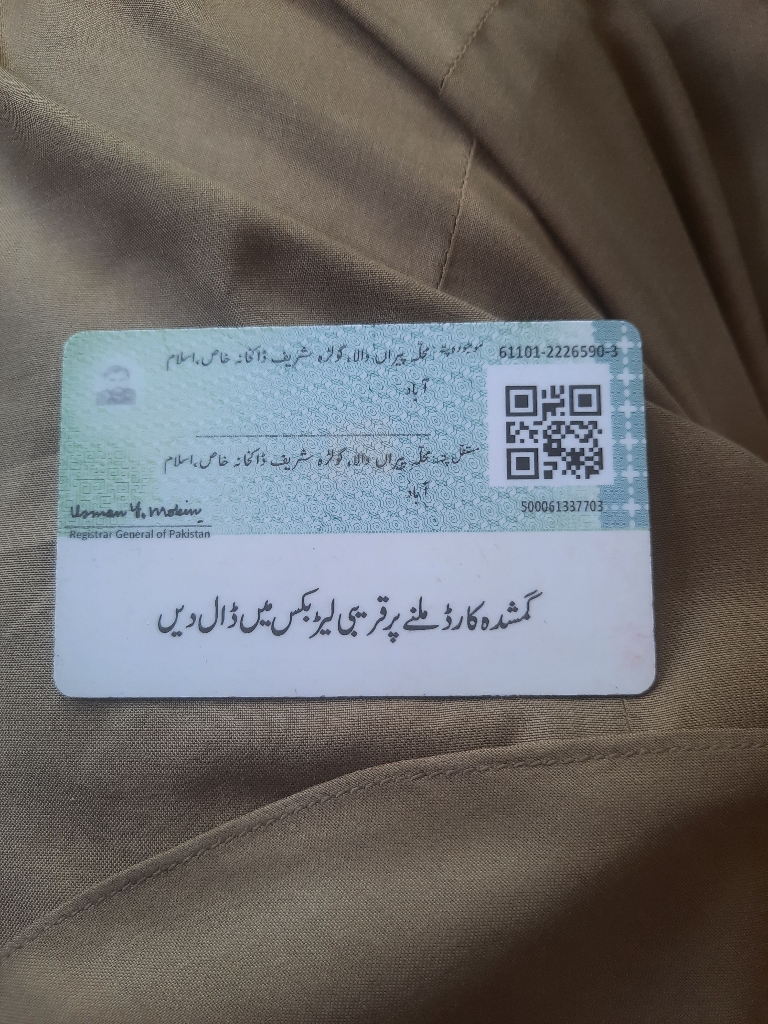 موجودہ پتہ: محلہ پیراں والا، گولڑہ شریف ڈاکخانہ خاص، اسلام
آباد
61101-2226590-3
مستقل پتہ: محلہ پیراں والا، گولڑہ شریف ڈاکخانہ خاص، اسلام
آباد
500061337703
Usman Y. Mobin
Registrar General of Pakistan
گمشدہ کارڈ ملنے پر قریبی لیٹر بکس میں ڈال دیں